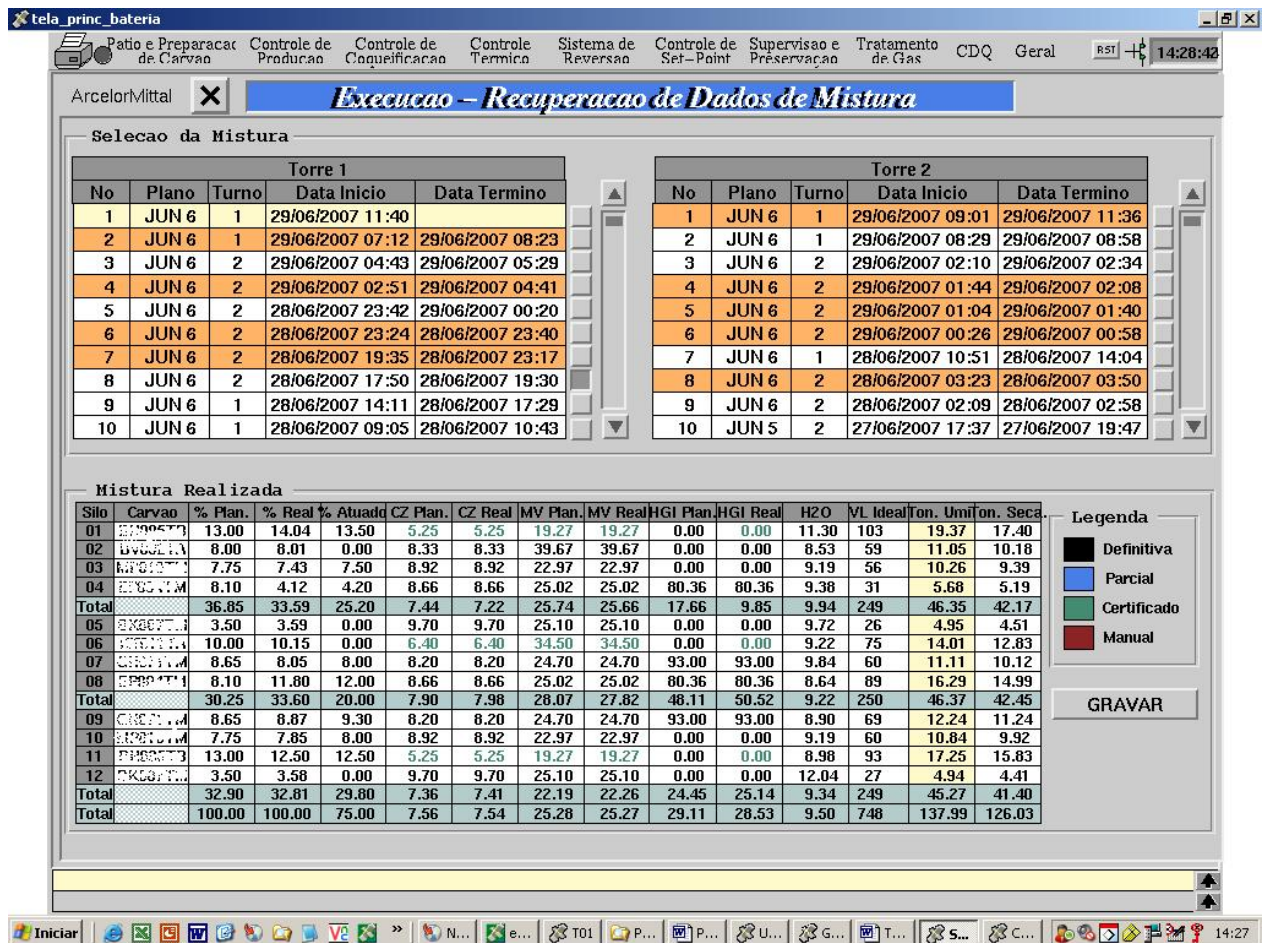 tela_princ_bateria
Patio e Preparacac de Carvao
Controle de Producao
Controle de Coqueificacao
Controle Termico
Sistema de Reversao
Controle de Set-Point
Supervisao e Preservacao
Tratamento de Gas
CDQ
Geral
RST
14:28:42
ArcelorMittal
Execucao – Recuperacao de Dados de Mistura
Selecao da Mistura
Torre 1
No Plano Turno Data Inicio Data Termino
1 JUN 6 1 29/06/2007 11:40
2 JUN 6 1 29/06/2007 07:12 29/06/2007 08:23
3 JUN 6 2 29/06/2007 04:43 29/06/2007 05:29
4 JUN 6 2 29/06/2007 02:51 29/06/2007 04:41
5 JUN 6 2 28/06/2007 23:42 29/06/2007 00:20
6 JUN 6 2 28/06/2007 23:24 28/06/2007 23:40
7 JUN 6 2 28/06/2007 19:35 28/06/2007 23:17
8 JUN 6 2 28/06/2007 17:50 28/06/2007 19:30
9 JUN 6 1 28/06/2007 14:11 28/06/2007 17:29
10 JUN 6 1 28/06/2007 09:05 28/06/2007 10:43
Torre 2
No Plano Turno Data Inicio Data Termino
1 JUN 6 1 29/06/2007 09:01 29/06/2007 11:36
2 JUN 6 1 29/06/2007 08:29 29/06/2007 08:58
3 JUN 6 2 29/06/2007 02:10 29/06/2007 02:34
4 JUN 6 2 29/06/2007 01:44 29/06/2007 02:08
5 JUN 6 2 29/06/2007 01:04 29/06/2007 01:40
6 JUN 6 2 29/06/2007 00:26 29/06/2007 00:58
7 JUN 6 1 28/06/2007 10:51 28/06/2007 14:04
8 JUN 6 2 28/06/2007 03:23 28/06/2007 03:50
9 JUN 6 2 28/06/2007 02:09 28/06/2007 02:58
10 JUN 5 2 27/06/2007 17:37 27/06/2007 19:47
Mistura Realizada
Silo Carvao % Plan. % Real % Atuado CZ Plan. CZ Real MV Plan. MV Real HGI Plan. HGI Real H2O VL Ideal Ton. Umi Ton. Seca.
01 13.00 14.04 13.50 5.25 5.25 19.27 19.27 0.00 0.00 11.30 103 19.37 17.40
02 8.00 8.01 0.00 8.33 8.33 39.67 39.67 0.00 0.00 8.53 59 11.05 10.18
03 7.75 7.43 7.50 8.92 8.92 22.97 22.97 0.00 0.00 9.19 56 10.26 9.39
04 8.10 4.12 4.20 8.66 8.66 25.02 25.02 80.36 80.36 9.38 31 5.68 5.19
Total 36.85 33.59 25.20 7.44 7.22 25.74 25.66 17.66 9.85 9.94 249 46.35 42.17
05 3.50 3.59 0.00 9.70 9.70 25.10 25.10 0.00 0.00 9.72 26 4.95 4.51
06 10.00 10.15 0.00 6.40 6.40 34.50 34.50 0.00 0.00 9.22 75 14.01 12.83
07 8.65 8.05 8.00 8.20 8.20 24.70 24.70 93.00 93.00 9.84 60 11.11 10.12
08 8.10 11.80 12.00 8.66 8.66 25.02 25.02 80.36 80.36 8.64 89 16.29 14.99
Total 30.25 33.60 20.00 7.90 7.98 28.07 27.82 48.11 50.52 9.22 250 46.37 42.45
09 8.65 8.87 9.30 8.20 8.20 24.70 24.70 93.00 93.00 8.90 69 12.24 11.24
10 7.75 7.85 8.00 8.92 8.92 22.97 22.97 0.00 0.00 9.19 60 10.84 9.92
11 13.00 12.50 12.50 5.25 5.25 19.27 19.27 0.00 0.00 8.98 93 17.25 15.83
12 3.50 3.58 0.00 9.70 9.70 25.10 25.10 0.00 0.00 12.04 27 4.94 4.41
Total 32.90 32.81 29.80 7.36 7.41 22.19 22.26 24.45 25.14 9.34 249 45.27 41.40
Total 100.00 100.00 75.00 7.56 7.54 25.28 25.27 29.11 28.53 9.50 748 137.99 126.03
Legenda
Definitiva
Parcial
Certificado
Manual
GRAVAR
Iniciar » N... e... T01 P... P... U... G... T... s... C... 14:27